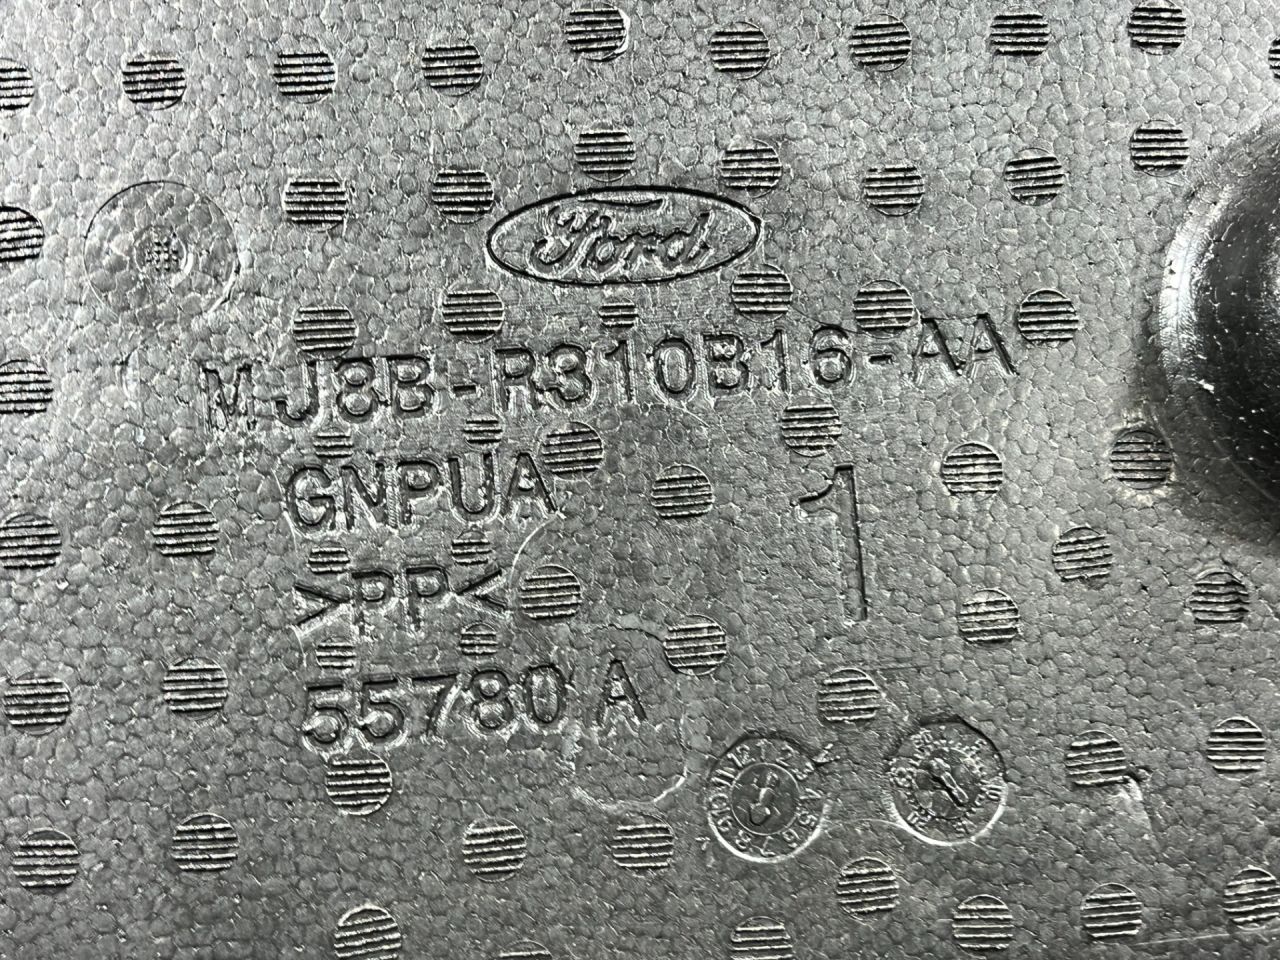 Ford
MJ8B-R310B16-AA
GNPUA
1
>PP<
55780 A